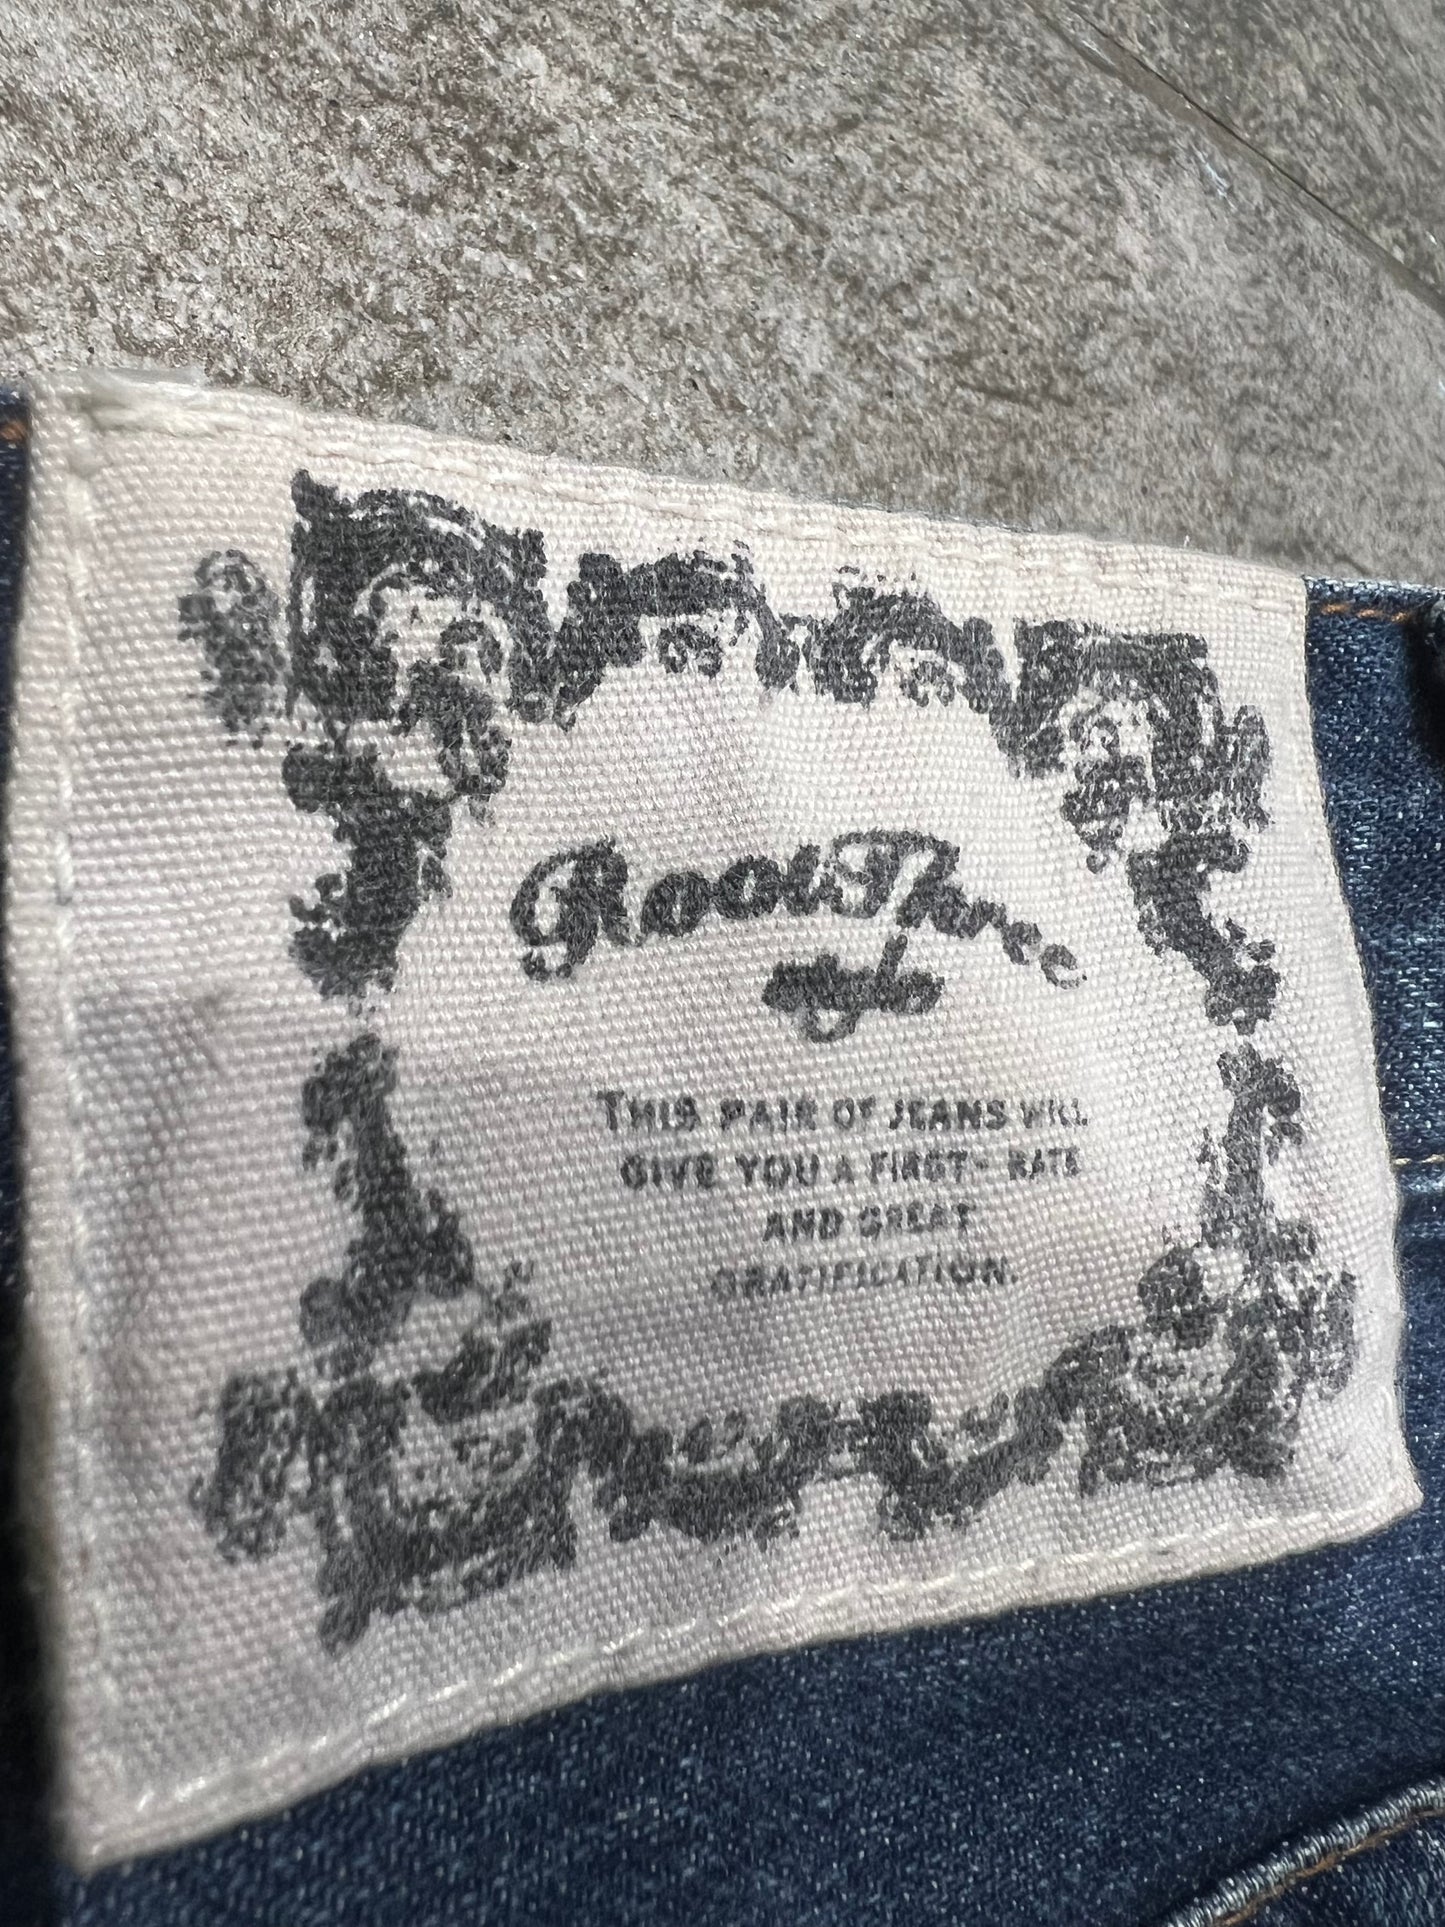 RootThree
style
THIS PAIR OF JEANS WILL
GIVE YOU A FIRST- RATE
AND GREAT
GRATIFICATION.